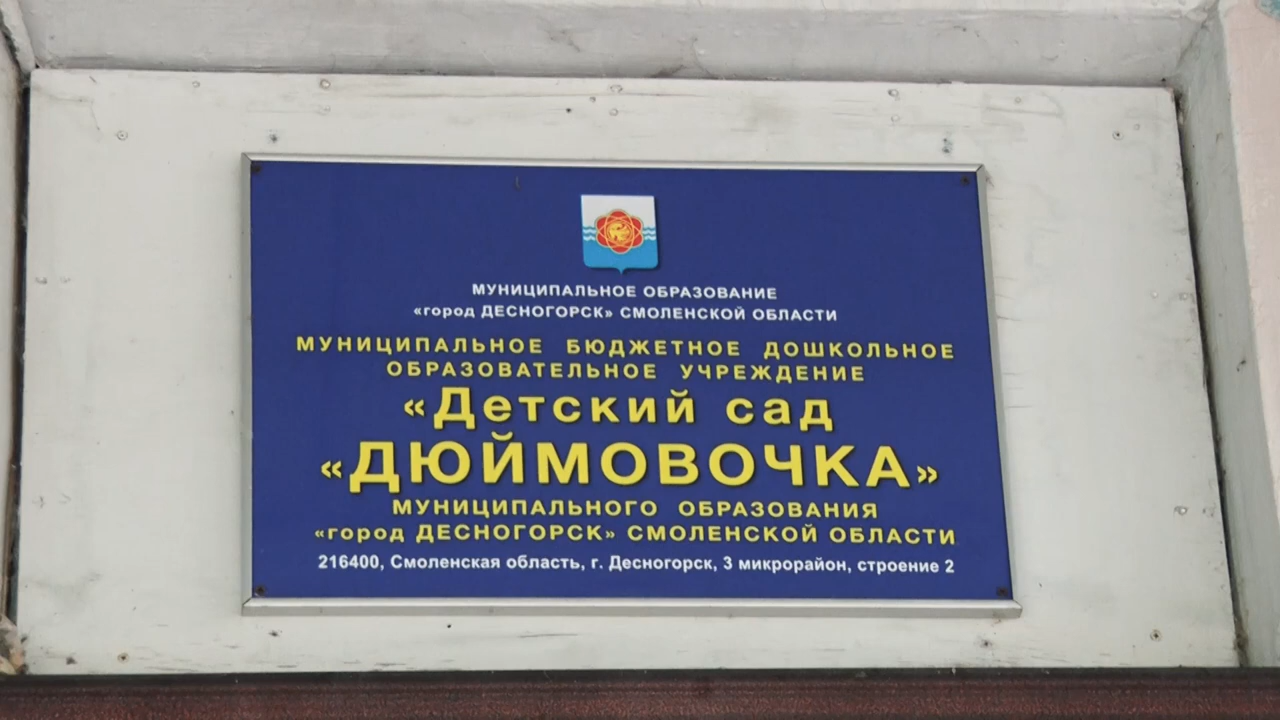 МУНИЦИПАЛЬНОЕ ОБРАЗОВАНИЕ
«город ДЕСНОГОРСК» СМОЛЕНСКОЙ ОБЛАСТИ
МУНИЦИПАЛЬНОЕ БЮДЖЕТНОЕ ДОШКОЛЬНОЕ
ОБРАЗОВАТЕЛЬНОЕ УЧРЕЖДЕНИЕ
«Детский сад
«ДЮЙМОВОЧКА»
МУНИЦИПАЛЬНОГО ОБРАЗОВАНИЯ
«город ДЕСНОГОРСК» СМОЛЕНСКОЙ ОБЛАСТИ
216400, Смоленская область, г. Десногорск, 3 микрорайон, строение 2